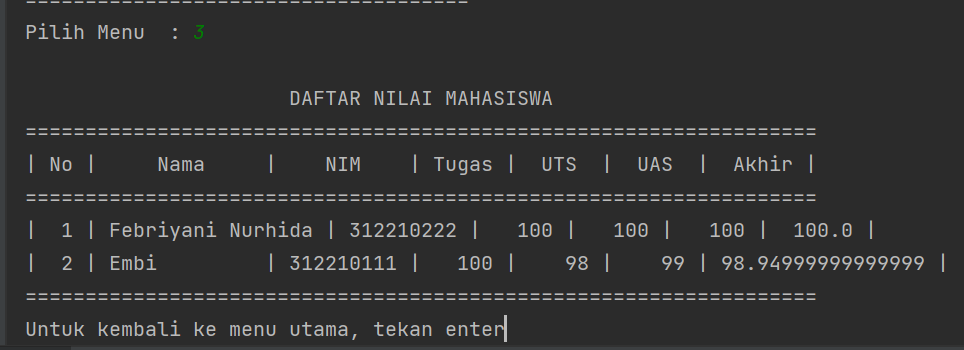 =====================================
Pilih Menu  : 3
                      DAFTAR NILAI MAHASISWA
==================================================================
| No |     Nama     |    NIM    | Tugas |  UTS  |  UAS  |  Akhir |
==================================================================
|  1 | Febriyani Nurhida | 312210222 |   100 |   100 |   100 |  100.0 |
|  2 | Embi         | 312210111 |   100 |    98 |    99 | 98.94999999999999 |
==================================================================
Untuk kembali ke menu utama, tekan enter